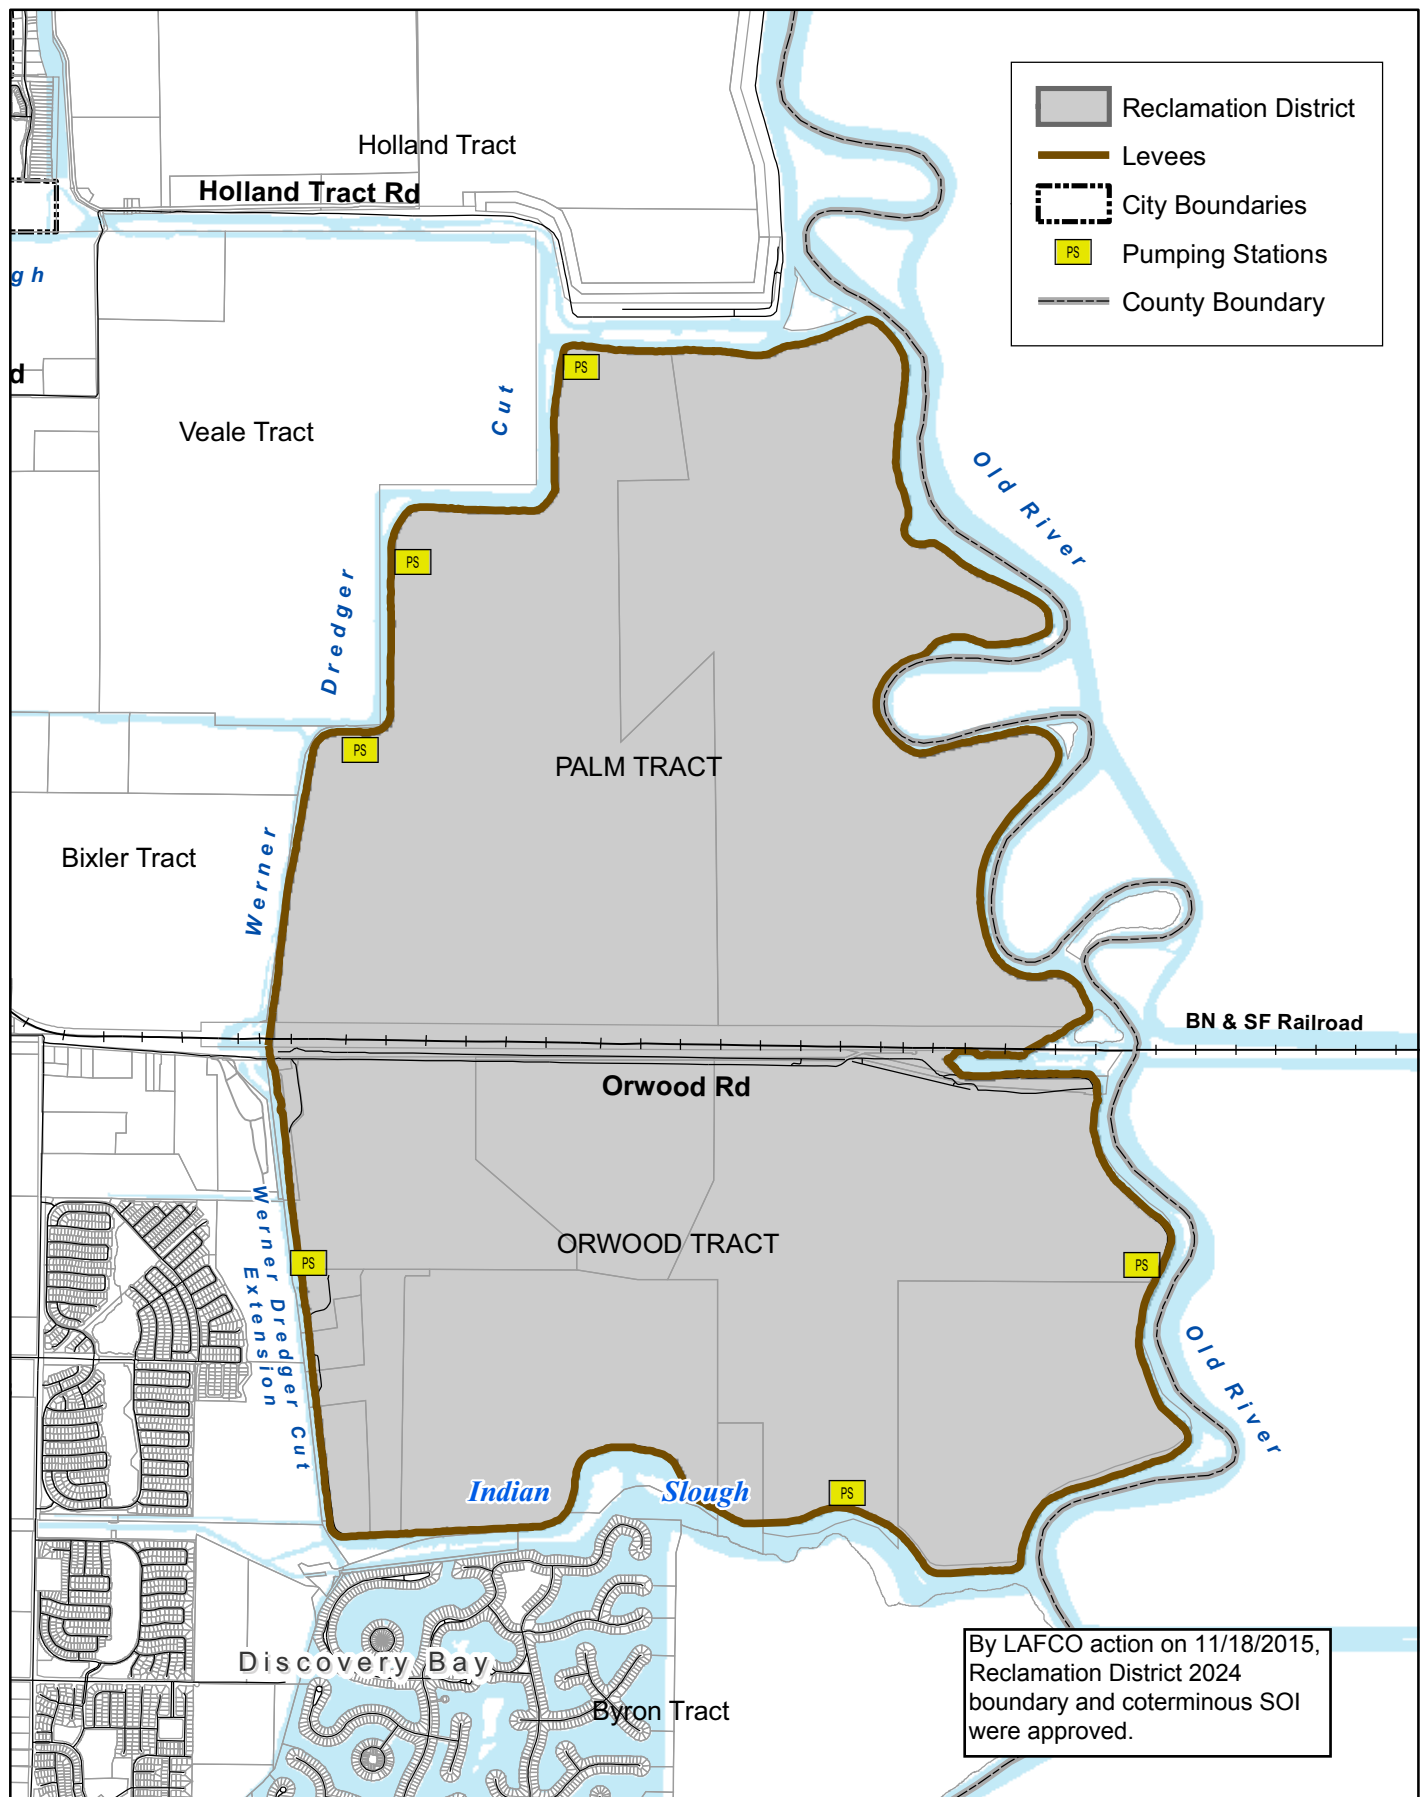 Reclamation District
Levees
City Boundaries
PS
Pumping Stations
County Boundary
Holland Tract
Holland Tract Rd
gh
d
Veale Tract
Cut
PS
Old River
PS
Dredger
PS
PALM TRACT
Werner
Bixler Tract
BN & SF Railroad
Orwood Rd
Werner Dredger Cut
Extension
PS
ORWOOD TRACT
PS
Old River
Indian Slough
PS
Discovery Bay
Byron Tract
By LAFCO action on 11/18/2015,
Reclamation District 2024
boundary and coterminous SOI
were approved.